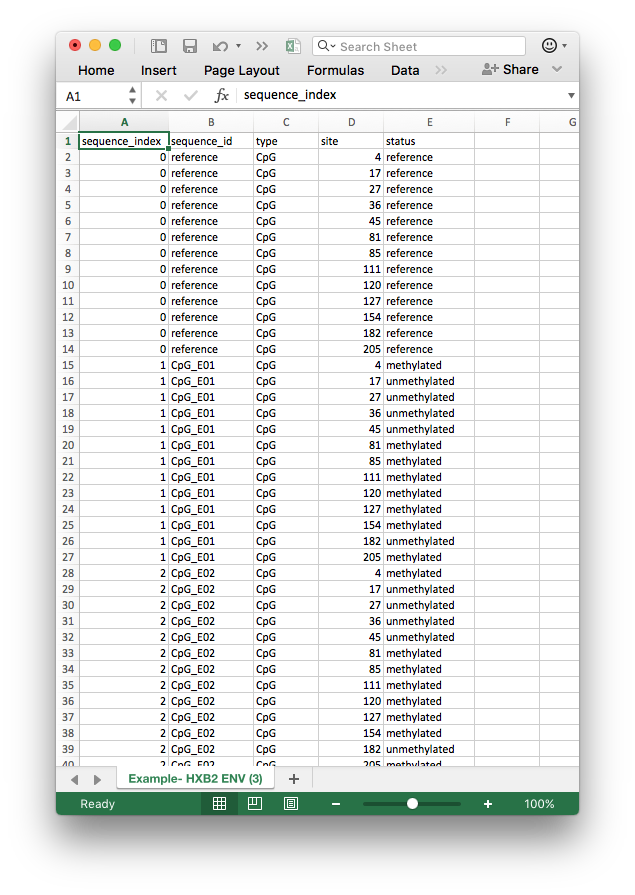 Search Sheet
Home Insert Page Layout Formulas Data Share
A1 fx sequence_index
A B C D E F G
1 sequence_index sequence_id type site status
2 0 reference CpG 4 reference
3 0 reference CpG 17 reference
4 0 reference CpG 27 reference
5 0 reference CpG 36 reference
6 0 reference CpG 45 reference
7 0 reference CpG 81 reference
8 0 reference CpG 85 reference
9 0 reference CpG 111 reference
10 0 reference CpG 120 reference
11 0 reference CpG 127 reference
12 0 reference CpG 154 reference
13 0 reference CpG 182 reference
14 0 reference CpG 205 reference
15 1 CpG_E01 CpG 4 methylated
16 1 CpG_E01 CpG 17 unmethylated
17 1 CpG_E01 CpG 27 unmethylated
18 1 CpG_E01 CpG 36 unmethylated
19 1 CpG_E01 CpG 45 unmethylated
20 1 CpG_E01 CpG 81 methylated
21 1 CpG_E01 CpG 85 methylated
22 1 CpG_E01 CpG 111 methylated
23 1 CpG_E01 CpG 120 methylated
24 1 CpG_E01 CpG 127 methylated
25 1 CpG_E01 CpG 154 methylated
26 1 CpG_E01 CpG 182 unmethylated
27 1 CpG_E01 CpG 205 methylated
28 2 CpG_E02 CpG 4 methylated
29 2 CpG_E02 CpG 17 unmethylated
30 2 CpG_E02 CpG 27 unmethylated
31 2 CpG_E02 CpG 36 unmethylated
32 2 CpG_E02 CpG 45 unmethylated
33 2 CpG_E02 CpG 81 methylated
34 2 CpG_E02 CpG 85 methylated
35 2 CpG_E02 CpG 111 methylated
36 2 CpG_E02 CpG 120 methylated
37 2 CpG_E02 CpG 127 methylated
38 2 CpG_E02 CpG 154 methylated
39 2 CpG_E02 CpG 182 unmethylated
40 2 CpG_E02 CpG 205 methylated
Example- HXB2 ENV (3) +
Ready 100%